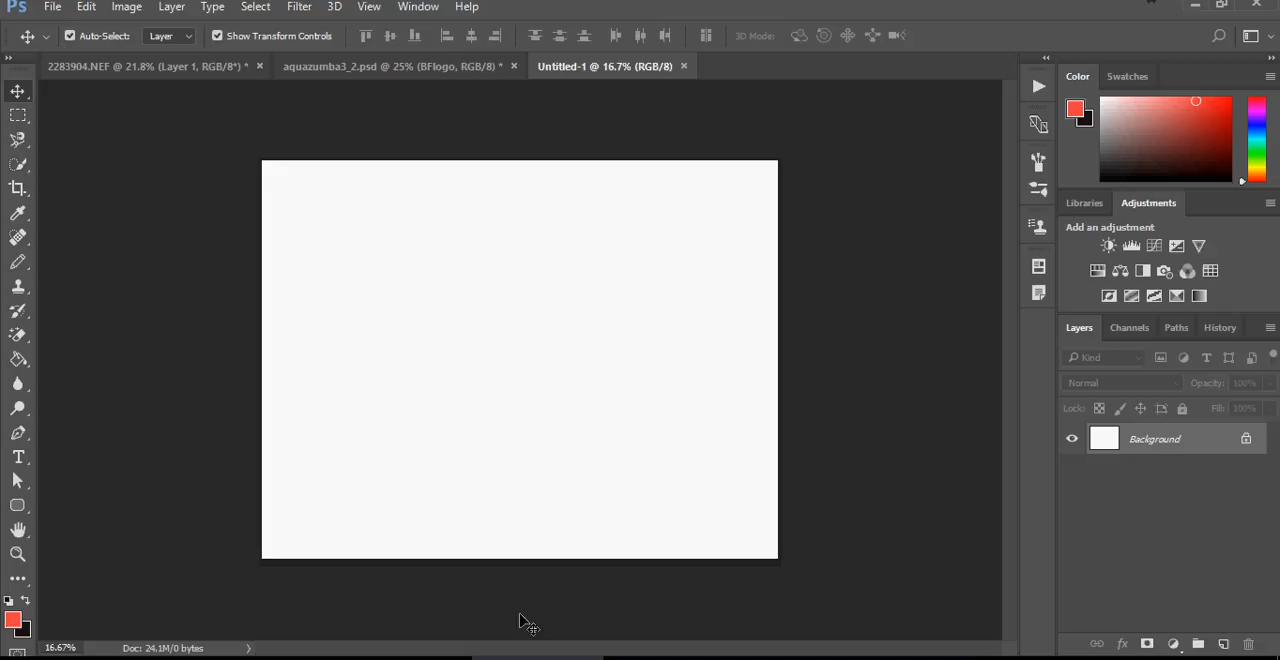 Ps File Edit Image Layer Type Select Filter 3D View Window Help
Auto-Select: Layer Show Transform Controls 3D Mode:
2283904.NEF @ 21.8% (Layer 1, RGB/8*) * × aquazumba3_2.psd @ 25% (BFlogo, RGB/8) * × Untitled-1 @ 16.7% (RGB/8) ×
Color Swatches
Libraries Adjustments
Add an adjustment
Layers Channels Paths History
Kind
Normal Opacity: 100%
Lock: Fill: 100%
Background
16.67% Doc: 24.1M/0 bytes